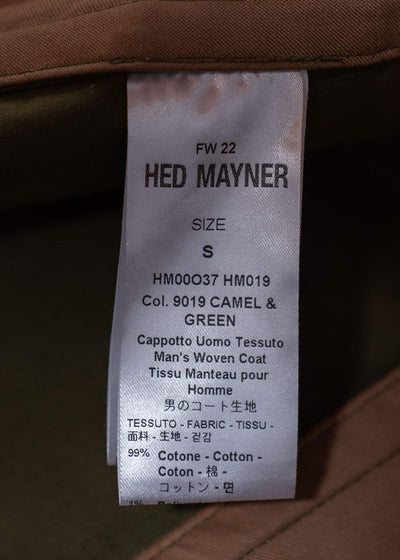 FW 22
HED MAYNER
SIZE
S
HM00O37 HM019
Col. 9019 CAMEL &
GREEN
Cappotto Uomo Tessuto
Man's Woven Coat
Tissu Manteau pour
Homme
男のコート生地
TESSUTO - FABRIC - TISSU -
面料 - 生地 - 겉감
99% Cotone - Cotton -
Coton - 棉 -
コットン - 면